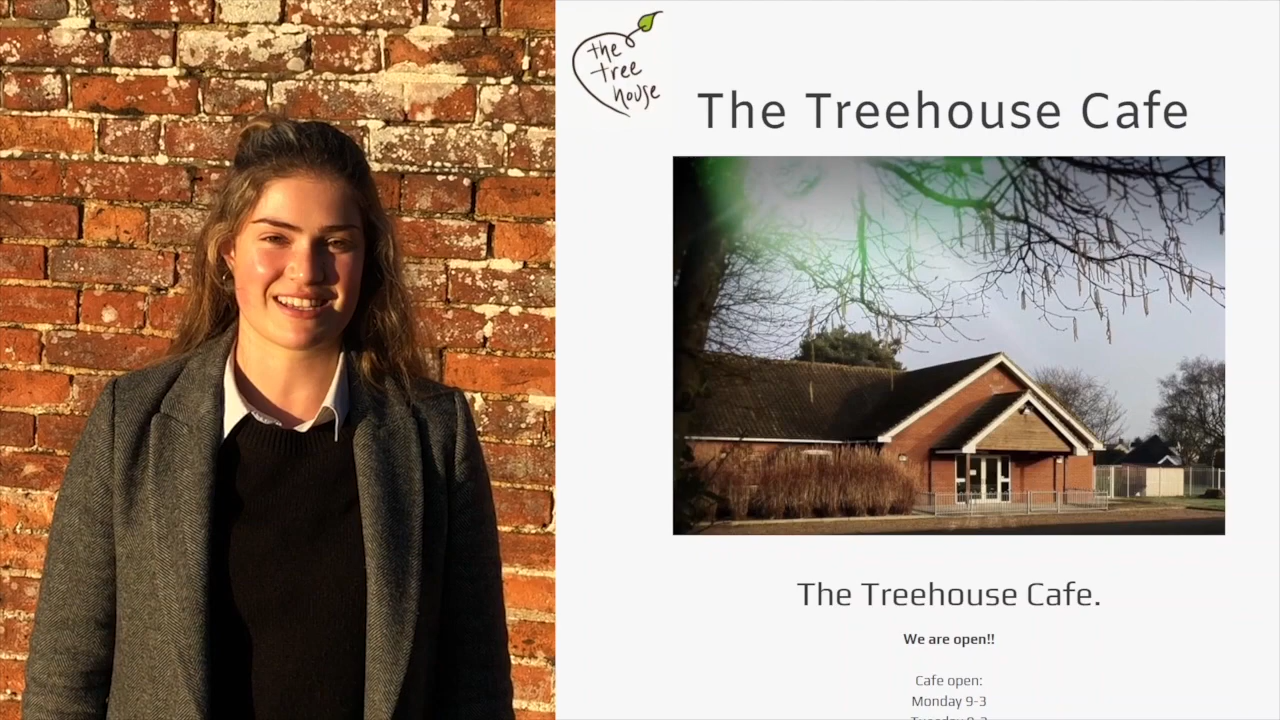 the
tree
house
The Treehouse Cafe
The Treehouse Cafe.
We are open!!
Cafe open:
Monday 9-3